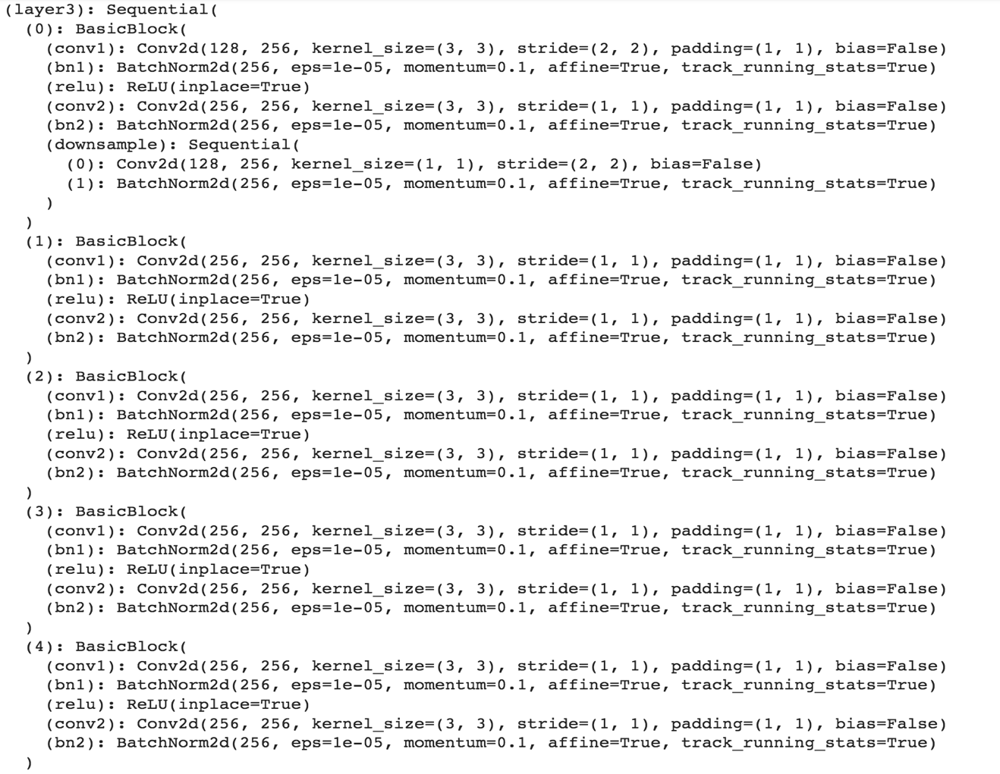 (layer3): Sequential(
(0): BasicBlock(
(conv1): Conv2d(128, 256, kernel_size=(3, 3), stride=(2, 2), padding=(1, 1), bias=False)
(bn1): BatchNorm2d(256, eps=1e-05, momentum=0.1, affine=True, track_running_stats=True)
(relu): ReLU(inplace=True)
(conv2): Conv2d(256, 256, kernel_size=(3, 3), stride=(1, 1), padding=(1, 1), bias=False)
(bn2): BatchNorm2d(256, eps=1e-05, momentum=0.1, affine=True, track_running_stats=True)
(downsample): Sequential(
(0): Conv2d(128, 256, kernel_size=(1, 1), stride=(2, 2), bias=False)
(1): BatchNorm2d(256, eps=1e-05, momentum=0.1, affine=True, track_running_stats=True)
)
)
(1): BasicBlock(
(conv1): Conv2d(256, 256, kernel_size=(3, 3), stride=(1, 1), padding=(1, 1), bias=False)
(bn1): BatchNorm2d(256, eps=1e-05, momentum=0.1, affine=True, track_running_stats=True)
(relu): ReLU(inplace=True)
(conv2): Conv2d(256, 256, kernel_size=(3, 3), stride=(1, 1), padding=(1, 1), bias=False)
(bn2): BatchNorm2d(256, eps=1e-05, momentum=0.1, affine=True, track_running_stats=True)
)
(2): BasicBlock(
(conv1): Conv2d(256, 256, kernel_size=(3, 3), stride=(1, 1), padding=(1, 1), bias=False)
(bn1): BatchNorm2d(256, eps=1e-05, momentum=0.1, affine=True, track_running_stats=True)
(relu): ReLU(inplace=True)
(conv2): Conv2d(256, 256, kernel_size=(3, 3), stride=(1, 1), padding=(1, 1), bias=False)
(bn2): BatchNorm2d(256, eps=1e-05, momentum=0.1, affine=True, track_running_stats=True)
)
(3): BasicBlock(
(conv1): Conv2d(256, 256, kernel_size=(3, 3), stride=(1, 1), padding=(1, 1), bias=False)
(bn1): BatchNorm2d(256, eps=1e-05, momentum=0.1, affine=True, track_running_stats=True)
(relu): ReLU(inplace=True)
(conv2): Conv2d(256, 256, kernel_size=(3, 3), stride=(1, 1), padding=(1, 1), bias=False)
(bn2): BatchNorm2d(256, eps=1e-05, momentum=0.1, affine=True, track_running_stats=True)
)
(4): BasicBlock(
(conv1): Conv2d(256, 256, kernel_size=(3, 3), stride=(1, 1), padding=(1, 1), bias=False)
(bn1): BatchNorm2d(256, eps=1e-05, momentum=0.1, affine=True, track_running_stats=True)
(relu): ReLU(inplace=True)
(conv2): Conv2d(256, 256, kernel_size=(3, 3), stride=(1, 1), padding=(1, 1), bias=False)
(bn2): BatchNorm2d(256, eps=1e-05, momentum=0.1, affine=True, track_running_stats=True)
)